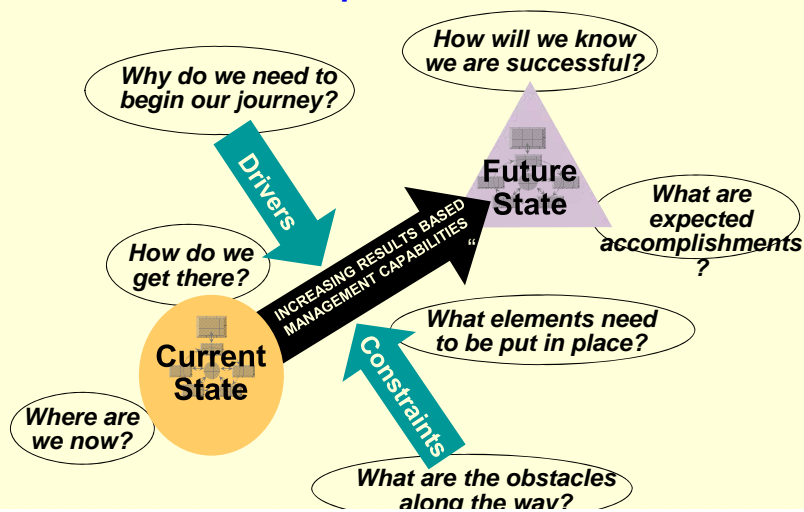 How will we know
we are successful?
Why do we need to
begin our journey?
Drivers
Future
State
What are
expected
accomplishments
?
How do we
get there?
INCREASING RESULTS BASED
MANAGEMENT CAPABILITIES “
What elements need
to be put in place?
Current
State
Constraints
Where are
we now?
What are the obstacles
along the way?